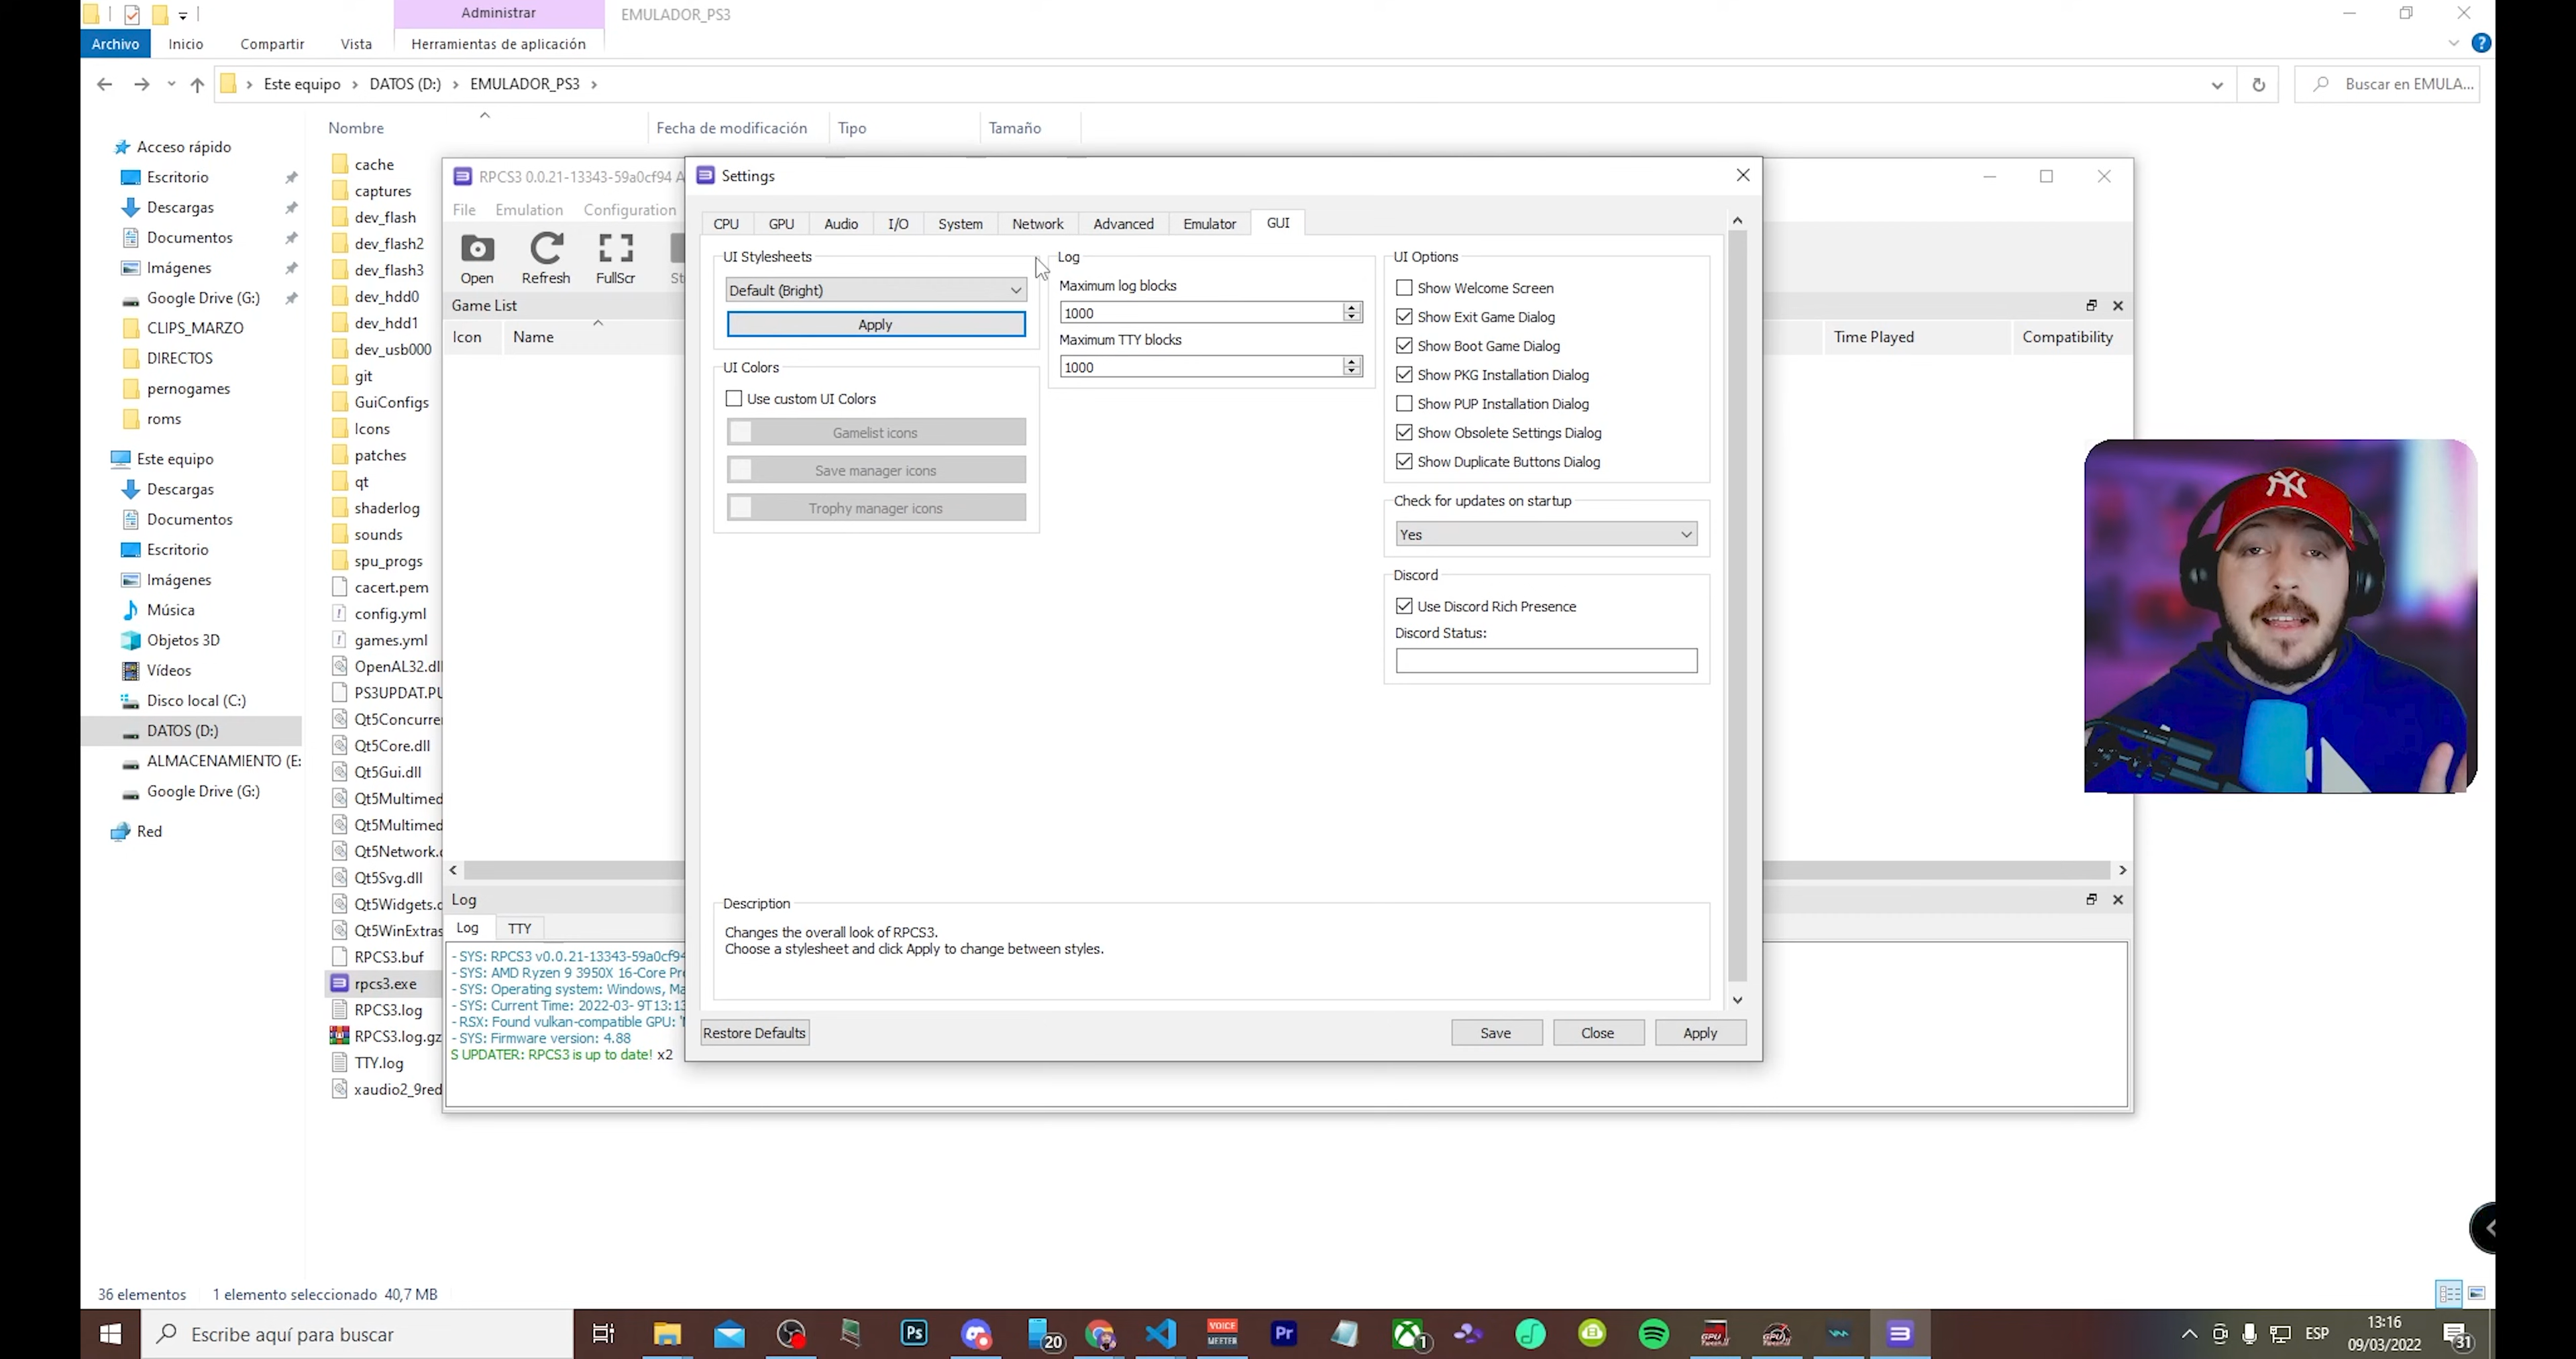 Administrar
EMULADOR_PS3
Archivo
Inicio
Compartir
Vista
Herramientas de aplicación
Este equipo
DATOS (D:)
EMULADOR_PS3
Buscar en EMULA...
Nombre
Fecha de modificación
Tipo
Tamaño
Acceso rápido
Escritorio
Descargas
Documentos
Imágenes
Google Drive (G:)
CLIPS_MARZO
DIRECTOS
pernogames
roms
Este equipo
Descargas
Documentos
Escritorio
Imágenes
Música
Objetos 3D
Vídeos
Disco local (C:)
DATOS (D:)
ALMACENAMIENTO (E:
Google Drive (G:)
Red
cache
captures
dev_flash
dev_flash2
dev_flash3
dev_hdd0
dev_hdd1
dev_usb000
git
GuiConfigs
Icons
patches
qt
shaderlog
sounds
spu_progs
cacert.pem
config.yml
games.yml
OpenAL32.dll
PS3UPDAT.PU
Qt5Concurre
Qt5Core.dll
Qt5Gui.dll
Qt5Multimed
Qt5Multimed
Qt5Network.
Qt5Svg.dll
Qt5Widgets.
Qt5WinExtras
RPCS3.buf
rpcs3.exe
RPCS3.log
RPCS3.log.gz
TTY.log
xaudio2_9red
RPCS3 0.0.21-13343-59a0cf94 A
File
Emulation
Configuration
Open
Refresh
FullScr
St
Game List
Icon
Name
Time Played
Compatibility
Settings
CPU
GPU
Audio
I/O
System
Network
Advanced
Emulator
GUI
UI Stylesheets
Default (Bright)
Apply
UI Colors
Use custom UI Colors
Gamelist icons
Save manager icons
Trophy manager icons
Log
Maximum log blocks
1000
Maximum TTY blocks
1000
UI Options
Show Welcome Screen
Show Exit Game Dialog
Show Boot Game Dialog
Show PKG Installation Dialog
Show PUP Installation Dialog
Show Obsolete Settings Dialog
Show Duplicate Buttons Dialog
Check for updates on startup
Yes
Discord
Use Discord Rich Presence
Discord Status:
Description
Changes the overall look of RPCS3.
Choose a stylesheet and click Apply to change between styles.
Restore Defaults
Save
Close
Apply
Log
Log
TTY
- SYS: RPCS3 v0.0.21-13343-59a0cf94
- SYS: AMD Ryzen 9 3950X 16-Core Pr
- SYS: Operating system: Windows, Ma
- SYS: Current Time: 2022-03- 9T13:13
- RSX: Found vulkan-compatible GPU: '
- SYS: Firmware version: 4.88
S UPDATER: RPCS3 is up to date! x2
NY
36 elementos
1 elemento seleccionado 40,7 MB
Escribe aquí para buscar
Ps
20
VOICE
MEETER
Pr
1
GPU
GPU
ESP
13:16
09/03/2022
31